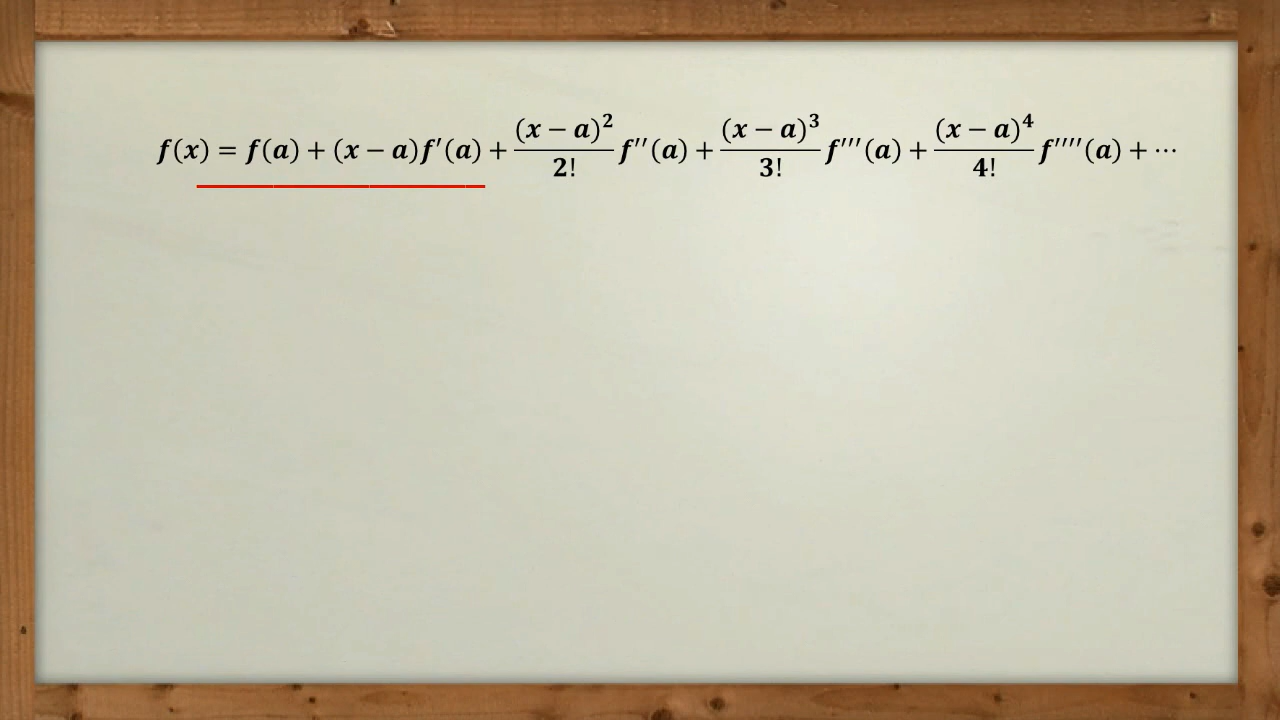 f(x) = f(a) + (x − a)f′(a) + (x − a)²/2! f′′(a) + (x − a)³/3! f′′′(a) + (x − a)⁴/4! f′′′′(a) + ⋯